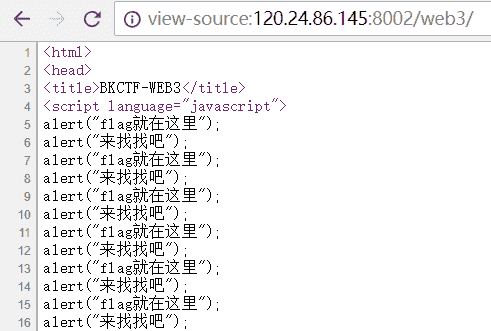 view-source:120.24.86.145:8002/web3/
1 <html>
2 <head>
3 <title>BKCTF-WEB3</title>
4 <script language="javascript">
5 alert("flag就在这里");
6 alert("来找找吧");
7 alert("flag就在这里");
8 alert("来找找吧");
9 alert("flag就在这里");
10 alert("来找找吧");
11 alert("flag就在这里");
12 alert("来找找吧");
13 alert("flag就在这里");
14 alert("来找找吧");
15 alert("flag就在这里");
16 alert("来找找吧");